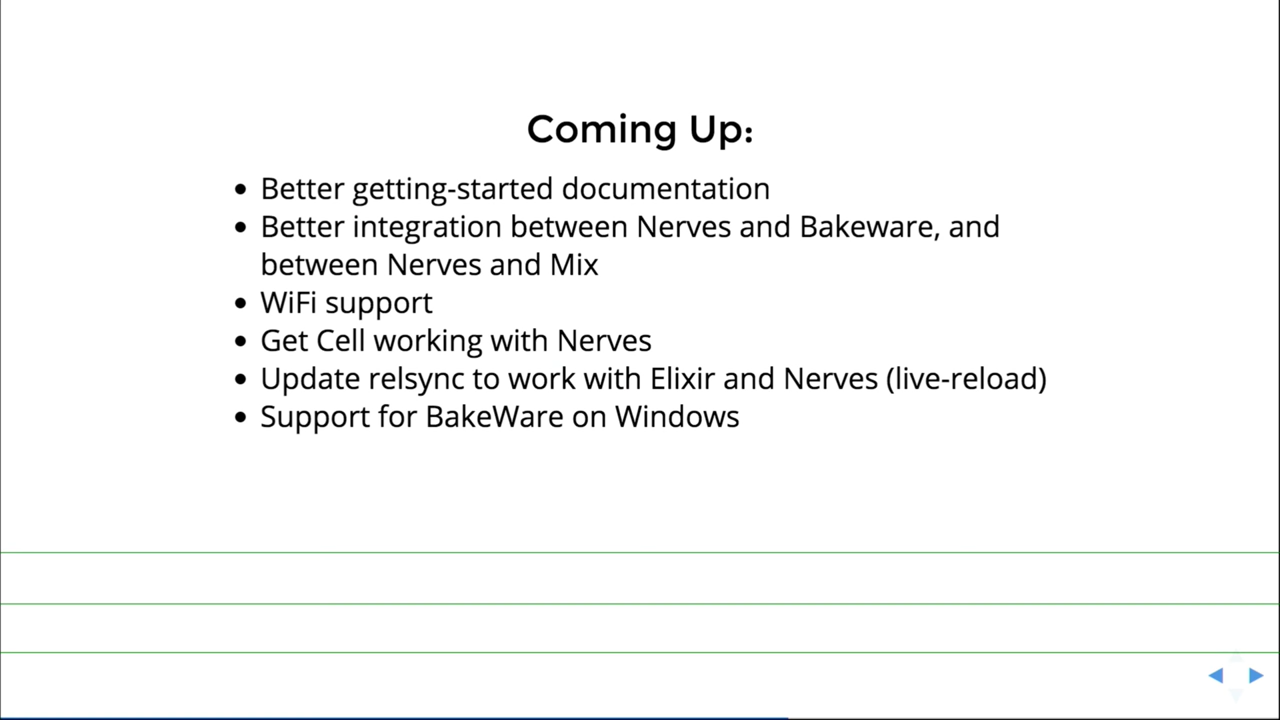 Coming Up:
• Better getting-started documentation
• Better integration between Nerves and Bakeware, and
between Nerves and Mix
• WiFi support
• Get Cell working with Nerves
• Update relsync to work with Elixir and Nerves (live-reload)
• Support for BakeWare on Windows